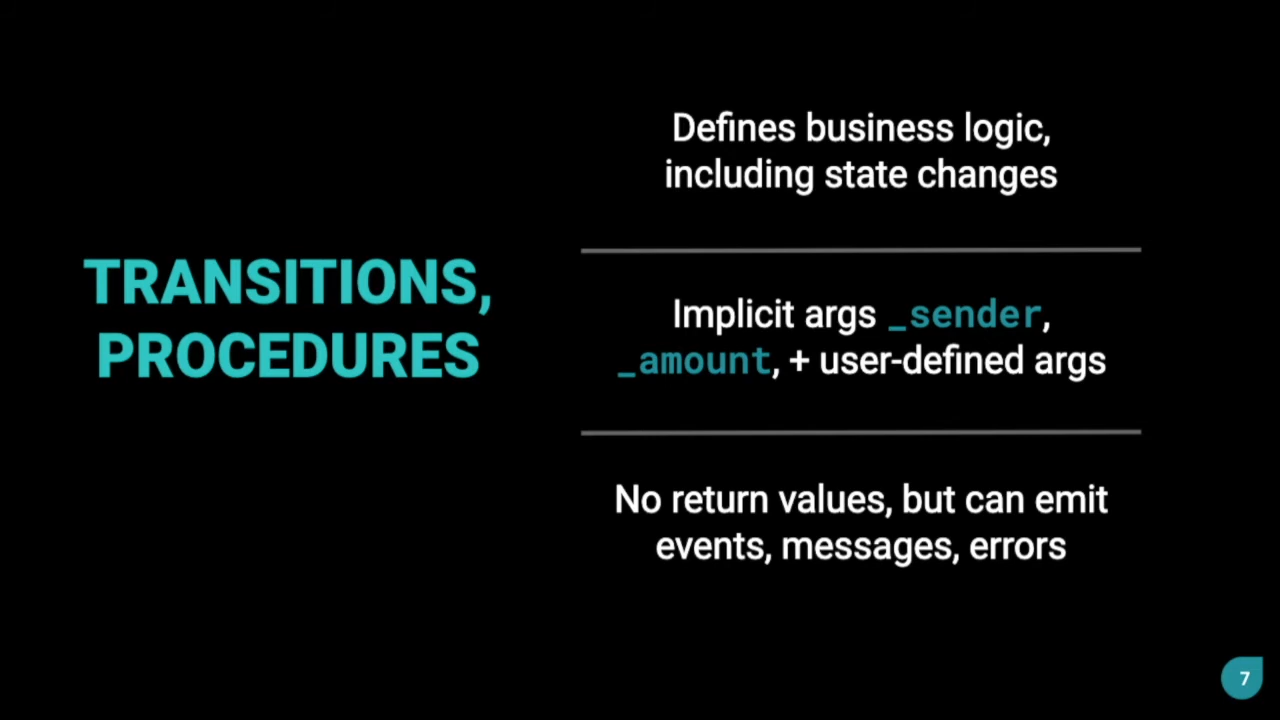 TRANSITIONS,
PROCEDURES
Defines business logic,
including state changes
Implicit args _sender,
_amount, + user-defined args
No return values, but can emit
events, messages, errors
7